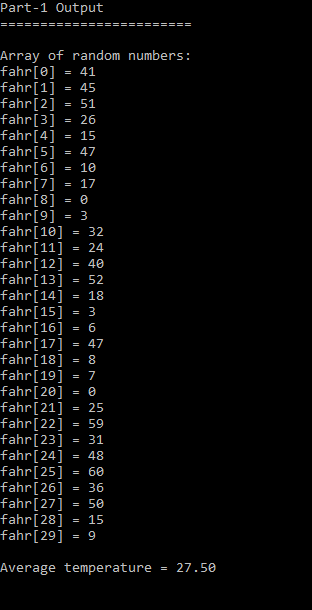 Part-1 Output
========================
Array of random numbers:
fahr[0] = 41
fahr[1] = 45
fahr[2] = 51
fahr[3] = 26
fahr[4] = 15
fahr[5] = 47
fahr[6] = 10
fahr[7] = 17
fahr[8] = 0
fahr[9] = 3
fahr[10] = 32
fahr[11] = 24
fahr[12] = 40
fahr[13] = 52
fahr[14] = 18
fahr[15] = 3
fahr[16] = 6
fahr[17] = 47
fahr[18] = 8
fahr[19] = 7
fahr[20] = 0
fahr[21] = 25
fahr[22] = 59
fahr[23] = 31
fahr[24] = 48
fahr[25] = 60
fahr[26] = 36
fahr[27] = 50
fahr[28] = 15
fahr[29] = 9
Average temperature = 27.50